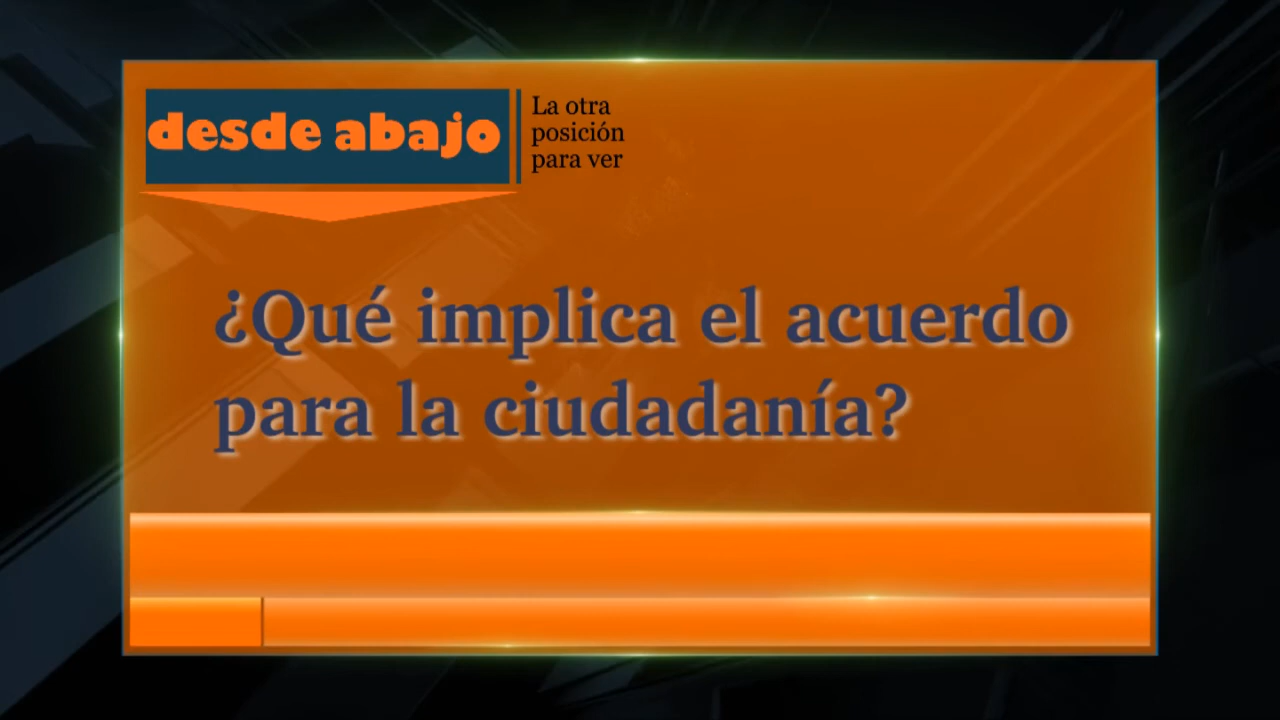 desde abajo
La otra
posición
para ver
¿Qué implica el acuerdo
para la ciudadanía?